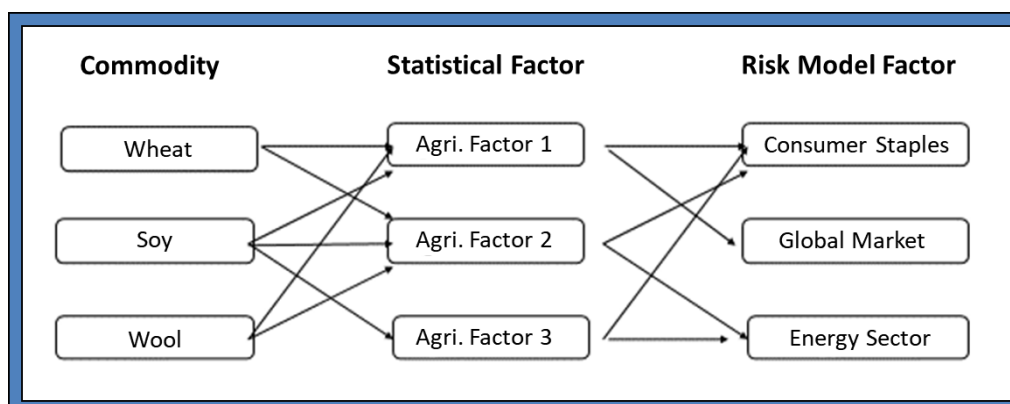 Commodity Statistical Factor Risk Model Factor
Wheat Agri. Factor 1 Consumer Staples
Soy Agri. Factor 2 Global Market
Wool Agri. Factor 3 Energy Sector